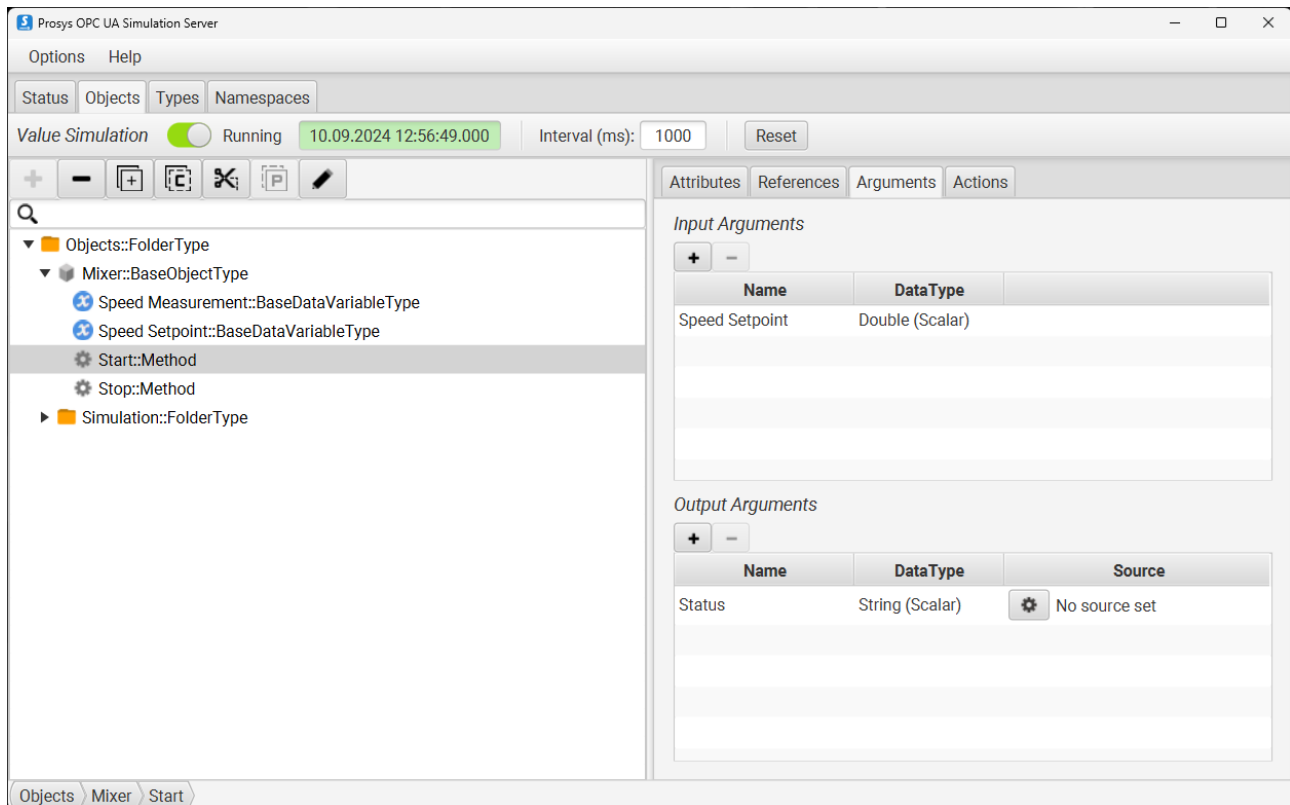 Prosys OPC UA Simulation Server
Options Help
Status Objects Types Namespaces
Value Simulation Running 10.09.2024 12:56:49.000 Interval (ms): 1000 Reset
Attributes References Arguments Actions
Input Arguments
Name DataType
Speed Setpoint Double (Scalar)
Objects::FolderType
Mixer::BaseObjectType
Speed Measurement::BaseDataVariableType
Speed Setpoint::BaseDataVariableType
Start::Method
Stop::Method
Simulation::FolderType
Output Arguments
Name DataType Source
Status String (Scalar) No source set
Objects Mixer Start